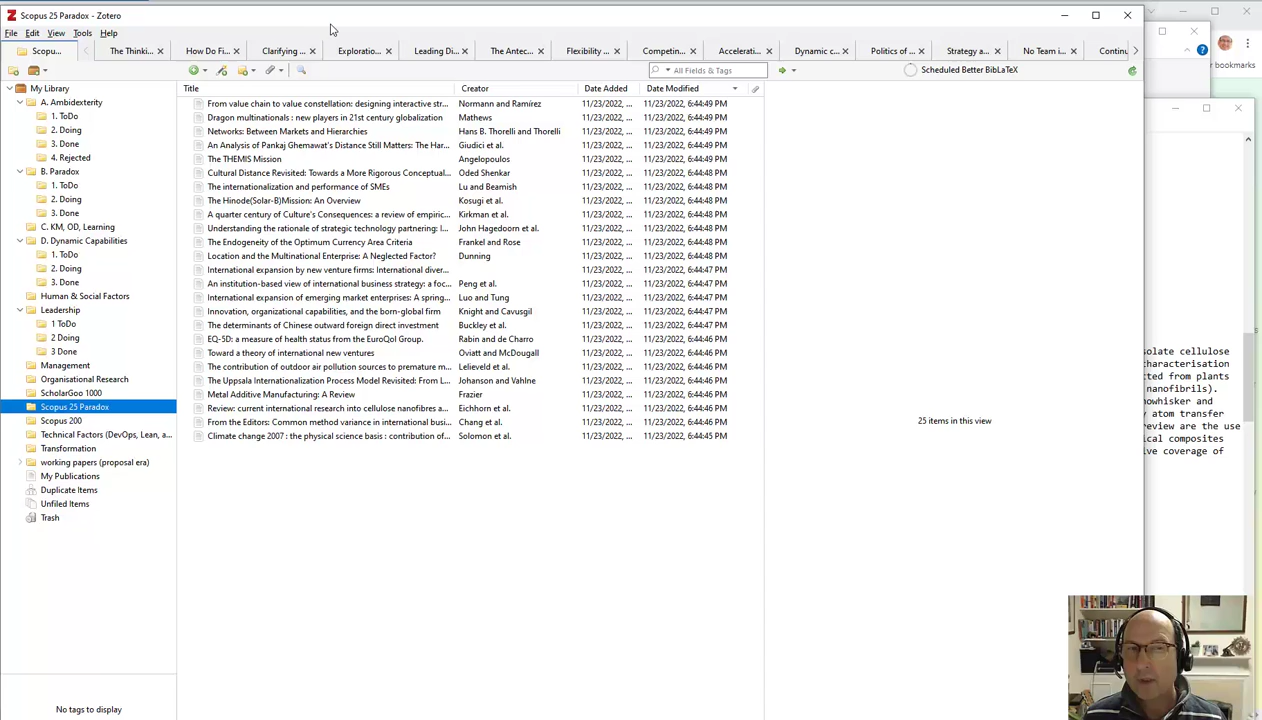 Scopus 25 Paradox - Zotero
File Edit View Tools Help
Scopu... The Thinki... How Do Fi... Clarifying ... Exploratio... Leading Di... The Antec... Flexibility ... Competin... Accelerati... Dynamic c... Politics of ... Strategy a... No Team i... Continu
r bookmarks
All Fields & Tags
Scheduled Better BibLaTeX
Title Creator Date Added Date Modified
My Library
A. Ambidexterity
1. ToDo
2. Doing
3. Done
4. Rejected
B. Paradox
1. ToDo
2. Doing
3. Done
C. KM, OD, Learning
D. Dynamic Capabilities
1. ToDo
2. Doing
3. Done
Human & Social Factors
Leadership
1 ToDo
2 Doing
3 Done
Management
Organisational Research
ScholarGoo 1000
Scopus 25 Paradox
Scopus 200
Technical Factors (DevOps, Lean, a...
Transformation
working papers (proposal era)
My Publications
Duplicate Items
Unfiled Items
Trash
No tags to display
From value chain to value constellation: designing interactive str... Normann and Ramírez 11/23/2022, ... 11/23/2022, 6:44:49 PM
Dragon multinationals : new players in 21st century globalization Mathews 11/23/2022, ... 11/23/2022, 6:44:49 PM
Networks: Between Markets and Hierarchies Hans B. Thorelli and Thorelli 11/23/2022, ... 11/23/2022, 6:44:49 PM
An Analysis of Pankaj Ghemawat's Distance Still Matters: The Har... Giudici et al. 11/23/2022, ... 11/23/2022, 6:44:49 PM
The THEMIS Mission Angelopoulos 11/23/2022, ... 11/23/2022, 6:44:49 PM
Cultural Distance Revisited: Towards a More Rigorous Conceptual... Oded Shenkar 11/23/2022, ... 11/23/2022, 6:44:48 PM
The internationalization and performance of SMEs Lu and Beamish 11/23/2022, ... 11/23/2022, 6:44:48 PM
The Hinode(Solar-B)Mission: An Overview Kosugi et al. 11/23/2022, ... 11/23/2022, 6:44:48 PM
A quarter century of Culture's Consequences: a review of empiric... Kirkman et al. 11/23/2022, ... 11/23/2022, 6:44:48 PM
Understanding the rationale of strategic technology partnering: I... John Hagedoorn et al. 11/23/2022, ... 11/23/2022, 6:44:48 PM
The Endogeneity of the Optimum Currency Area Criteria Frankel and Rose 11/23/2022, ... 11/23/2022, 6:44:48 PM
Location and the Multinational Enterprise: A Neglected Factor? Dunning 11/23/2022, ... 11/23/2022, 6:44:48 PM
International expansion by new venture firms: International diver... 11/23/2022, ... 11/23/2022, 6:44:47 PM
An institution-based view of international business strategy: a foc... Peng et al. 11/23/2022, ... 11/23/2022, 6:44:47 PM
International expansion of emerging market enterprises: A spring... Luo and Tung 11/23/2022, ... 11/23/2022, 6:44:47 PM
Innovation, organizational capabilities, and the born-global firm Knight and Cavusgil 11/23/2022, ... 11/23/2022, 6:44:47 PM
The determinants of Chinese outward foreign direct investment Buckley et al. 11/23/2022, ... 11/23/2022, 6:44:47 PM
EQ-5D: a measure of health status from the EuroQol Group. Rabin and de Charro 11/23/2022, ... 11/23/2022, 6:44:46 PM
Toward a theory of international new ventures Oviatt and McDougall 11/23/2022, ... 11/23/2022, 6:44:46 PM
The contribution of outdoor air pollution sources to premature m... Lelieveld et al. 11/23/2022, ... 11/23/2022, 6:44:46 PM
The Uppsala Internationalization Process Model Revisited: From L... Johanson and Vahlne 11/23/2022, ... 11/23/2022, 6:44:46 PM
Metal Additive Manufacturing: A Review Frazier 11/23/2022, ... 11/23/2022, 6:44:46 PM
Review: current international research into cellulose nanofibres a... Eichhorn et al. 11/23/2022, ... 11/23/2022, 6:44:46 PM
From the Editors: Common method variance in international busi... Chang et al. 11/23/2022, ... 11/23/2022, 6:44:46 PM
Climate change 2007 : the physical science basis : contribution of... Solomon et al. 11/23/2022, ... 11/23/2022, 6:44:45 PM
25 items in this view
solate cellulose
haracterisation
ted from plants
nanofibrils).
owhisker and
y atom transfer
review are the use
ical composites
ive coverage of